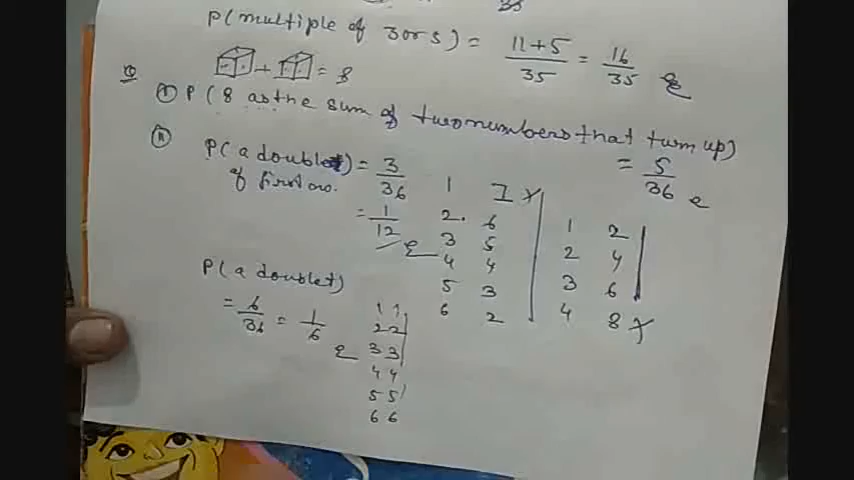 P(multiple of 3 or 5) = 11+5/35 = 16/35
Q + = 8
(I) P(8 as the sum of two numbers that turn up) = 5/36
(II) P(a doublet of first no. = 3/36
= 1/12
1 7 ×
2 6
3 5
4 4
5 3
6 2
1 2
2 4
3 6
4 8 ×
P(a doublet)
= 6/36 = 1/6
1 1
2 2
3 3
4 4
5 5
6 6